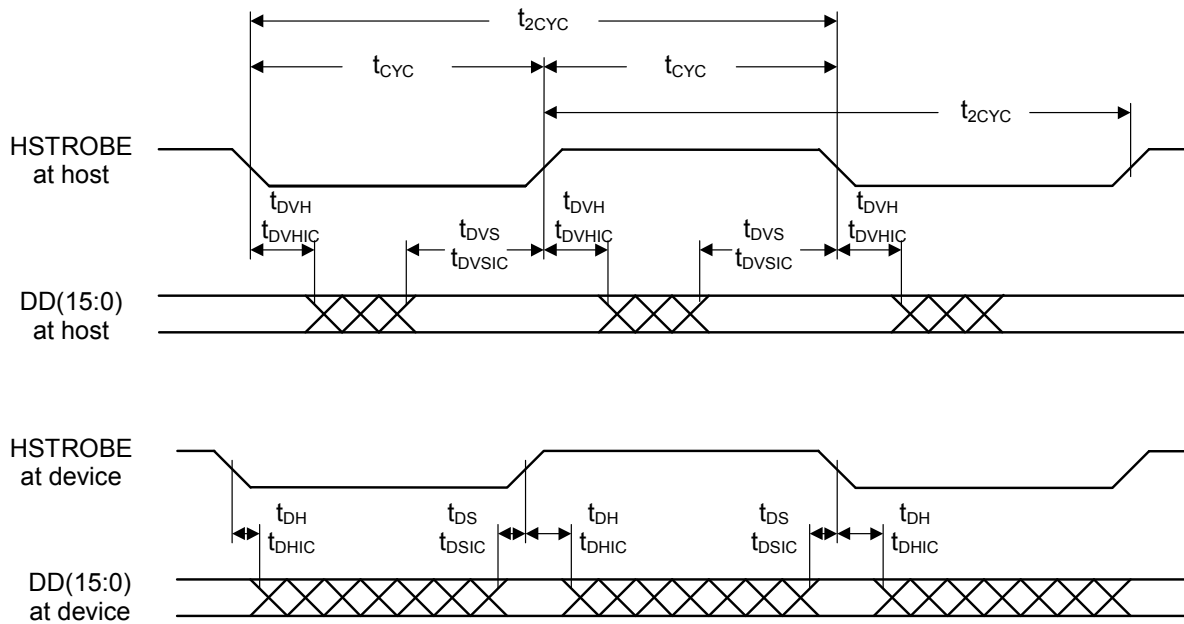 t2CYC
tCYC tCYC
t2CYC
HSTROBE
at host
tDVH tDVH tDVH
tDVHIC tDVS tDVHIC tDVS tDVHIC
tDVSIC tDVSIC
DD(15:0)
at host
HSTROBE
at device
tDH tDS tDH tDS tDH
tDHIC tDSIC tDHIC tDSIC tDHIC
DD(15:0)
at device